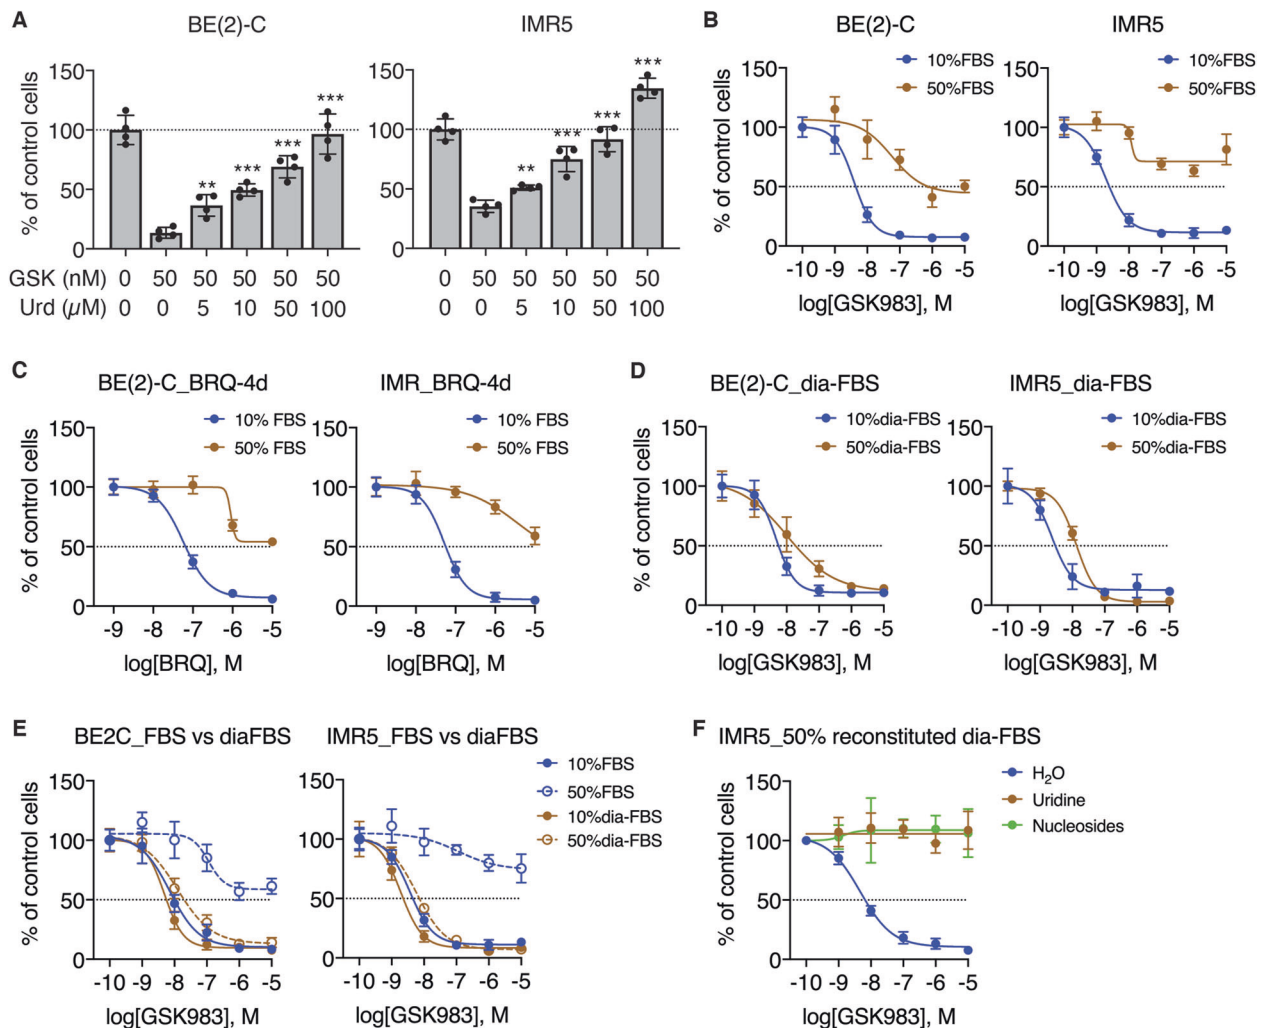 A
BE(2)-C
IMR5
% of control cells
150
100
50
0
***
***
***
**
150
100
50
0
***
***
***
**
GSK (nM) 0 50 50 50 50 50
Urd (µM) 0 0 5 10 50 100
0 50 50 50 50 50
0 0 5 10 50 100
B
BE(2)-C
IMR5
10%FBS
50%FBS
10%FBS
50%FBS
% of control cells
150
100
50
0
-10 -9 -8 -7 -6 -5
log[GSK983], M
150
100
50
0
-10 -9 -8 -7 -6 -5
log[GSK983], M
C
BE(2)-C_BRQ-4d
IMR_BRQ-4d
10% FBS
50% FBS
10% FBS
50% FBS
% of control cells
150
100
50
0
-9 -8 -7 -6 -5
log[BRQ], M
150
100
50
0
-9 -8 -7 -6 -5
log[BRQ], M
D
BE(2)-C_dia-FBS
IMR5_dia-FBS
10%dia-FBS
50%dia-FBS
10%dia-FBS
50%dia-FBS
% of control cells
150
100
50
0
-10 -9 -8 -7 -6 -5
log[GSK983], M
150
100
50
0
-10 -9 -8 -7 -6 -5
log[GSK983], M
E
BE2C_FBS vs diaFBS
IMR5_FBS vs diaFBS
10%FBS
50%FBS
10%dia-FBS
50%dia-FBS
% of control cells
150
100
50
0
-10 -9 -8 -7 -6 -5
log[GSK983], M
150
100
50
0
-10 -9 -8 -7 -6 -5
log[GSK983], M
F
IMR5_50% reconstituted dia-FBS
H₂O
Uridine
Nucleosides
% of control cells
150
100
50
0
-10 -9 -8 -7 -6 -5
log[GSK983], M